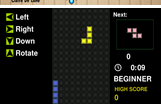 Left
Right
Down
Rotate
Next:
0
0:09
BEGINNER
HIGH SCORE
0